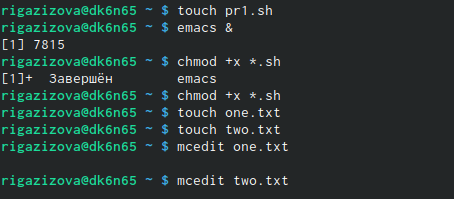 rigazizova@dk6n65 ~ $ touch pr1.sh
rigazizova@dk6n65 ~ $ emacs &
[1] 7815
rigazizova@dk6n65 ~ $ chmod +x *.sh
[1]+  Завершён        emacs
rigazizova@dk6n65 ~ $ chmod +x *.sh
rigazizova@dk6n65 ~ $ touch one.txt
rigazizova@dk6n65 ~ $ touch two.txt
rigazizova@dk6n65 ~ $ mcedit one.txt
rigazizova@dk6n65 ~ $ mcedit two.txt